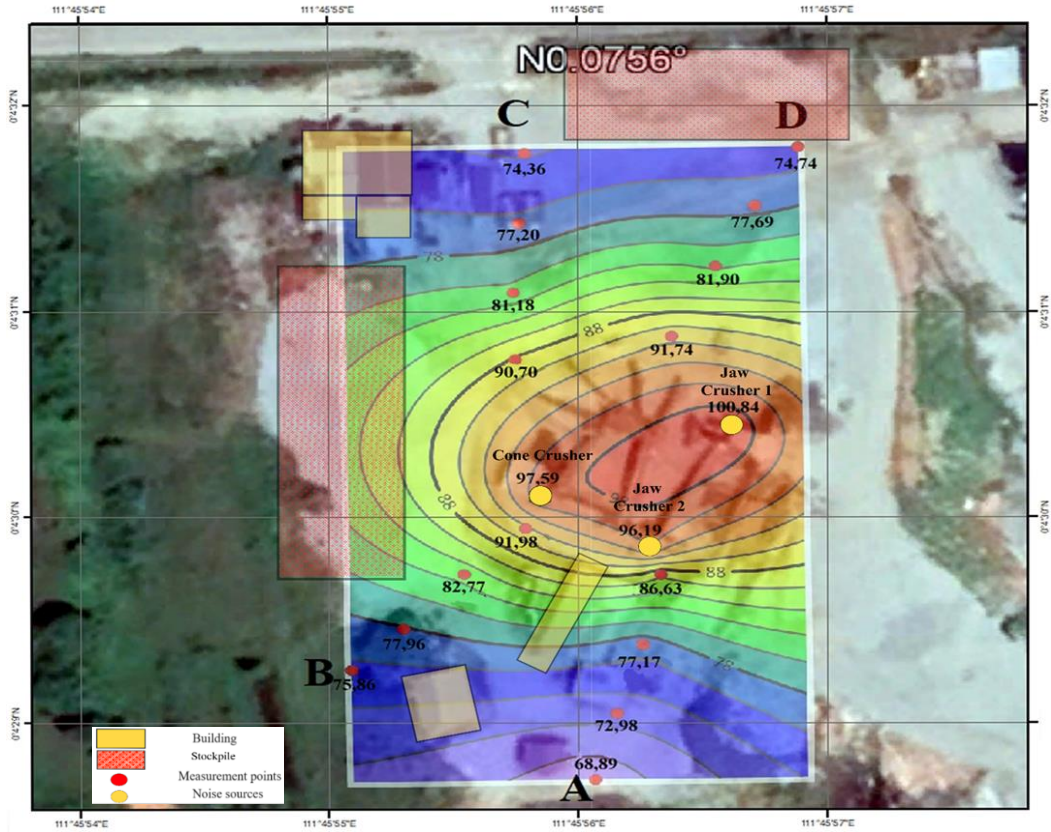 111°45'54"E 111°45'55"E 111°45'56"E 111°45'57"E
N0.0756°
0°4'32"N 0°4'32"N
C D
74,36 74,74
77,20 77,69
78
81,18 81,90
0°4'31"N 0°4'31"N
88
90,70 91,74
Jaw
Crusher 1
100,84
Cone Crusher
97,59
Jaw
Crusher 2
96,19
88
0°4'30"N 0°4'30"N
91,98
88
82,77 86,63
77,96 77,17
78
B
75,86
72,98
0°4'29"N 0°4'29"N
68,89
A
Building
Stockpile
Measurement points
Noise sources
111°45'54"E 111°45'55"E 111°45'56"E 111°45'57"E